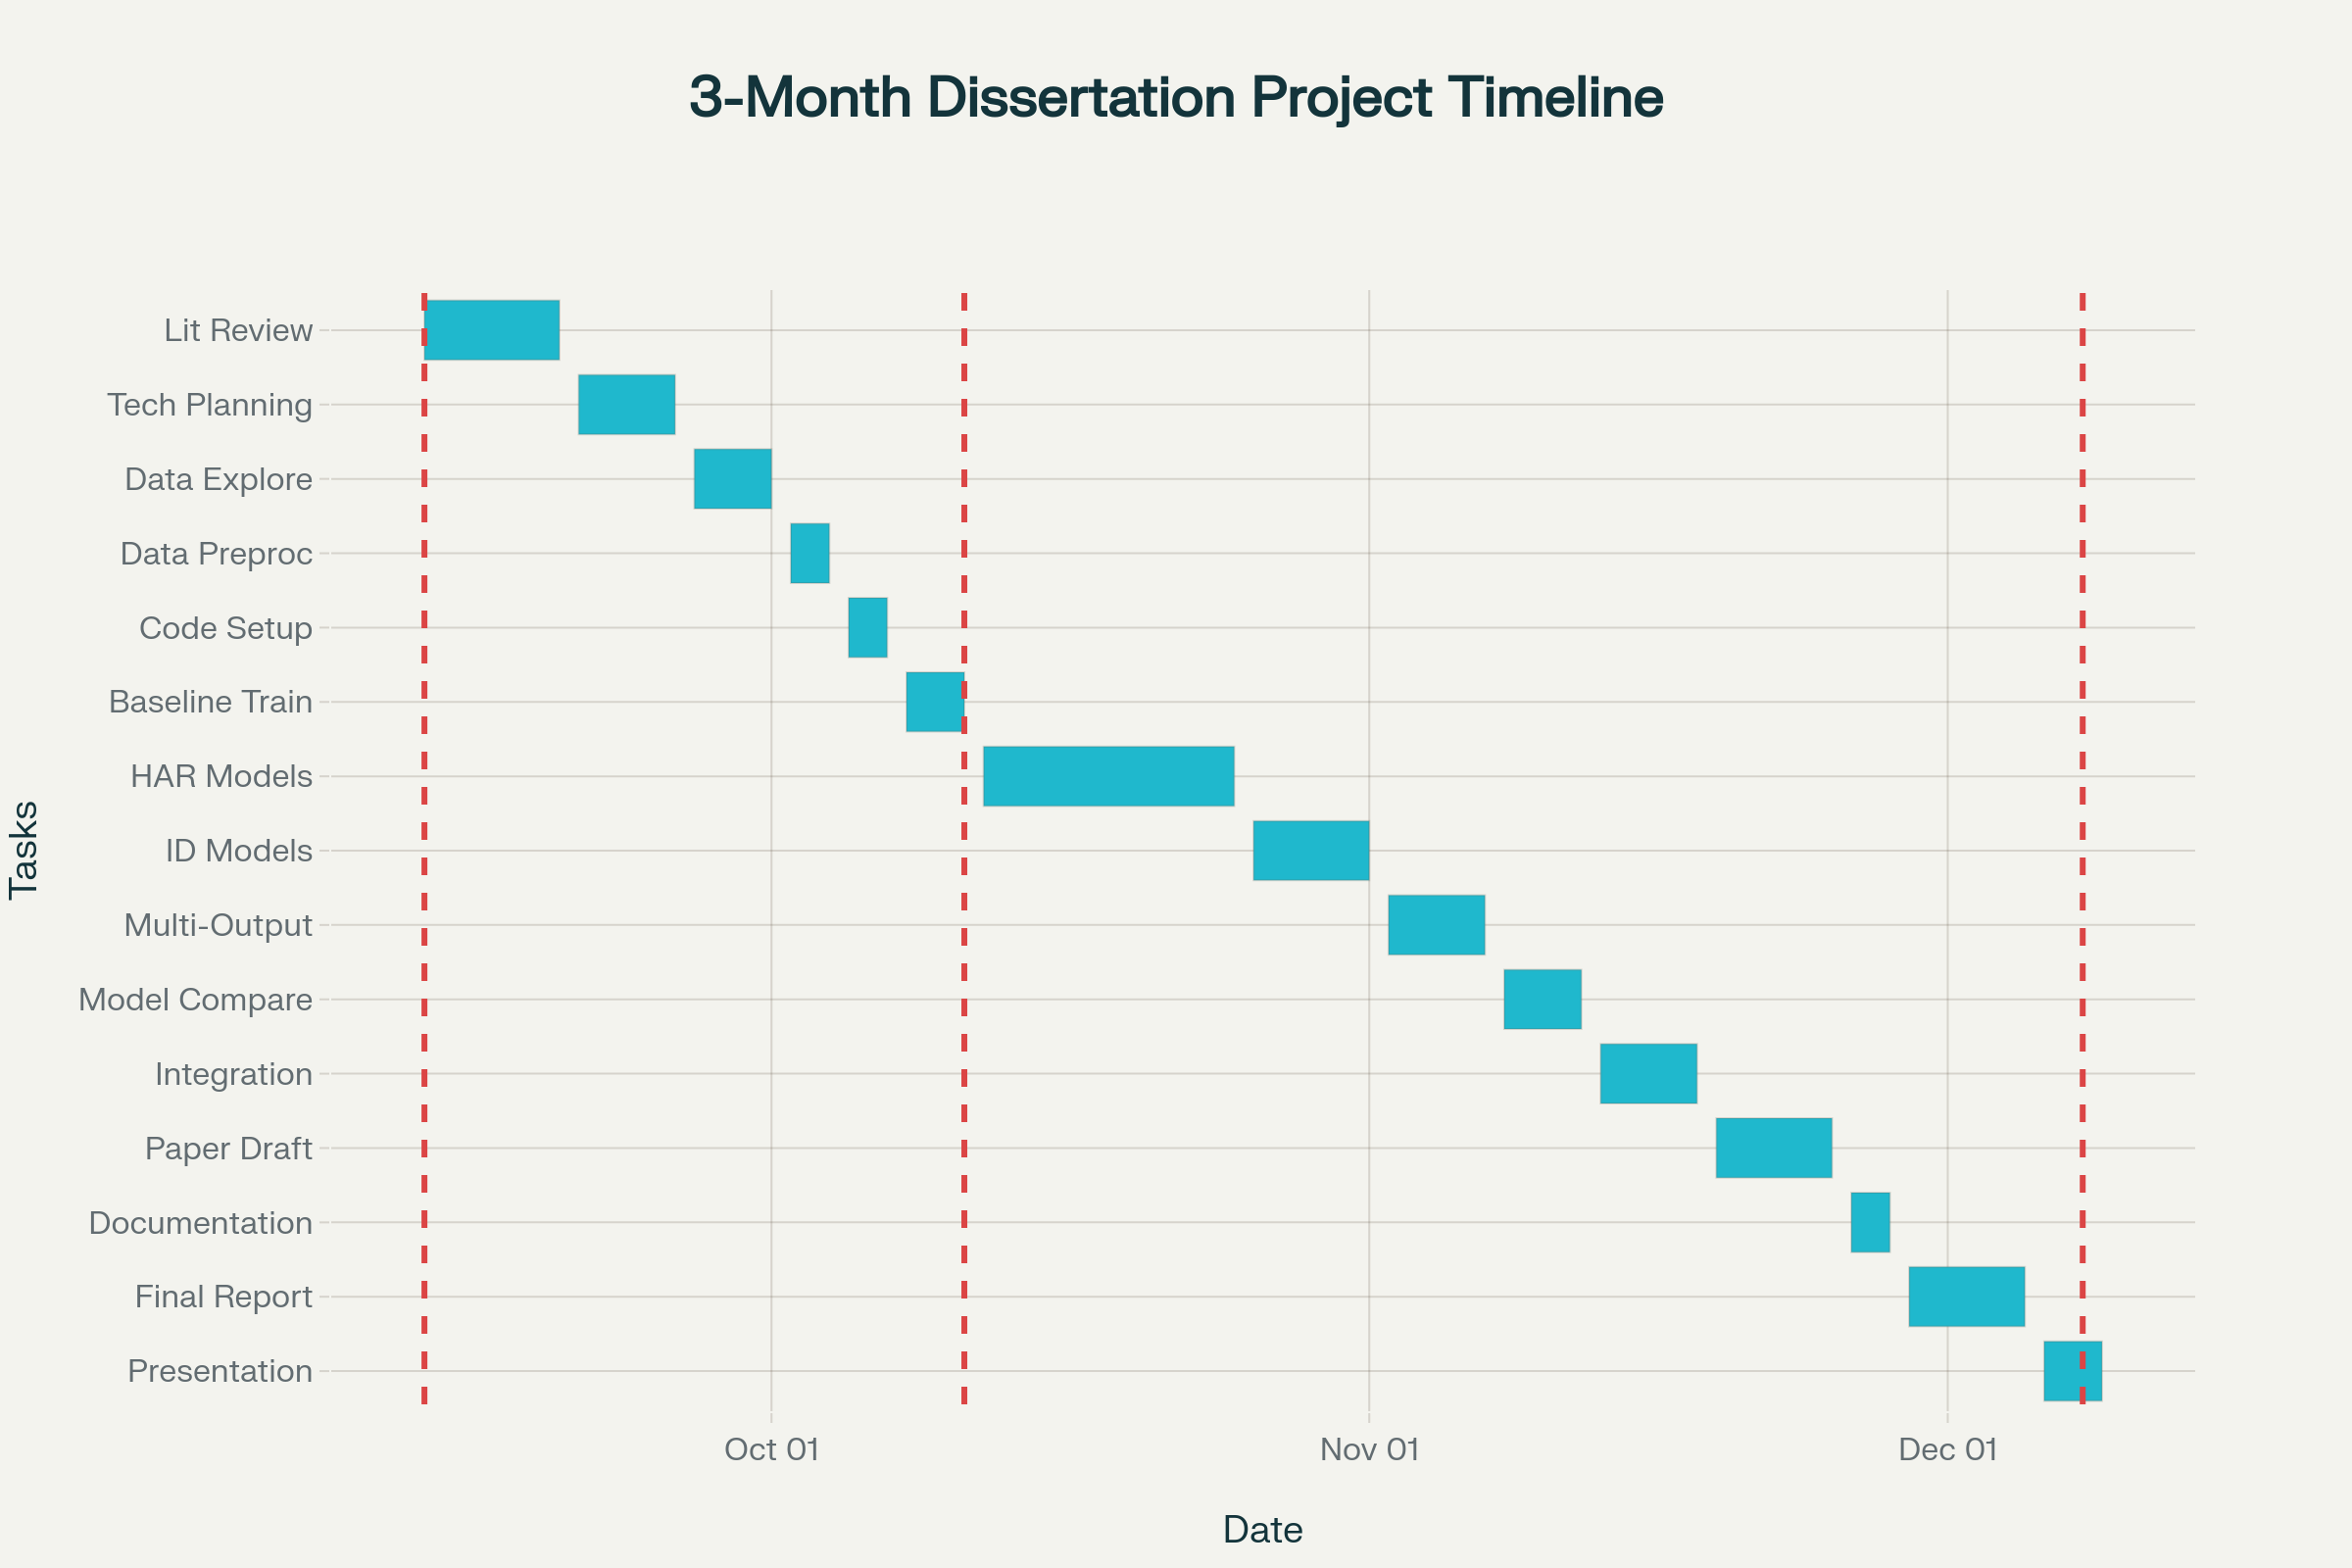 3-Month Dissertation Project Timeline
Tasks
Lit Review
Tech Planning
Data Explore
Data Preproc
Code Setup
Baseline Train
HAR Models
ID Models
Multi-Output
Model Compare
Integration
Paper Draft
Documentation
Final Report
Presentation
Oct 01 Nov 01 Dec 01
Date